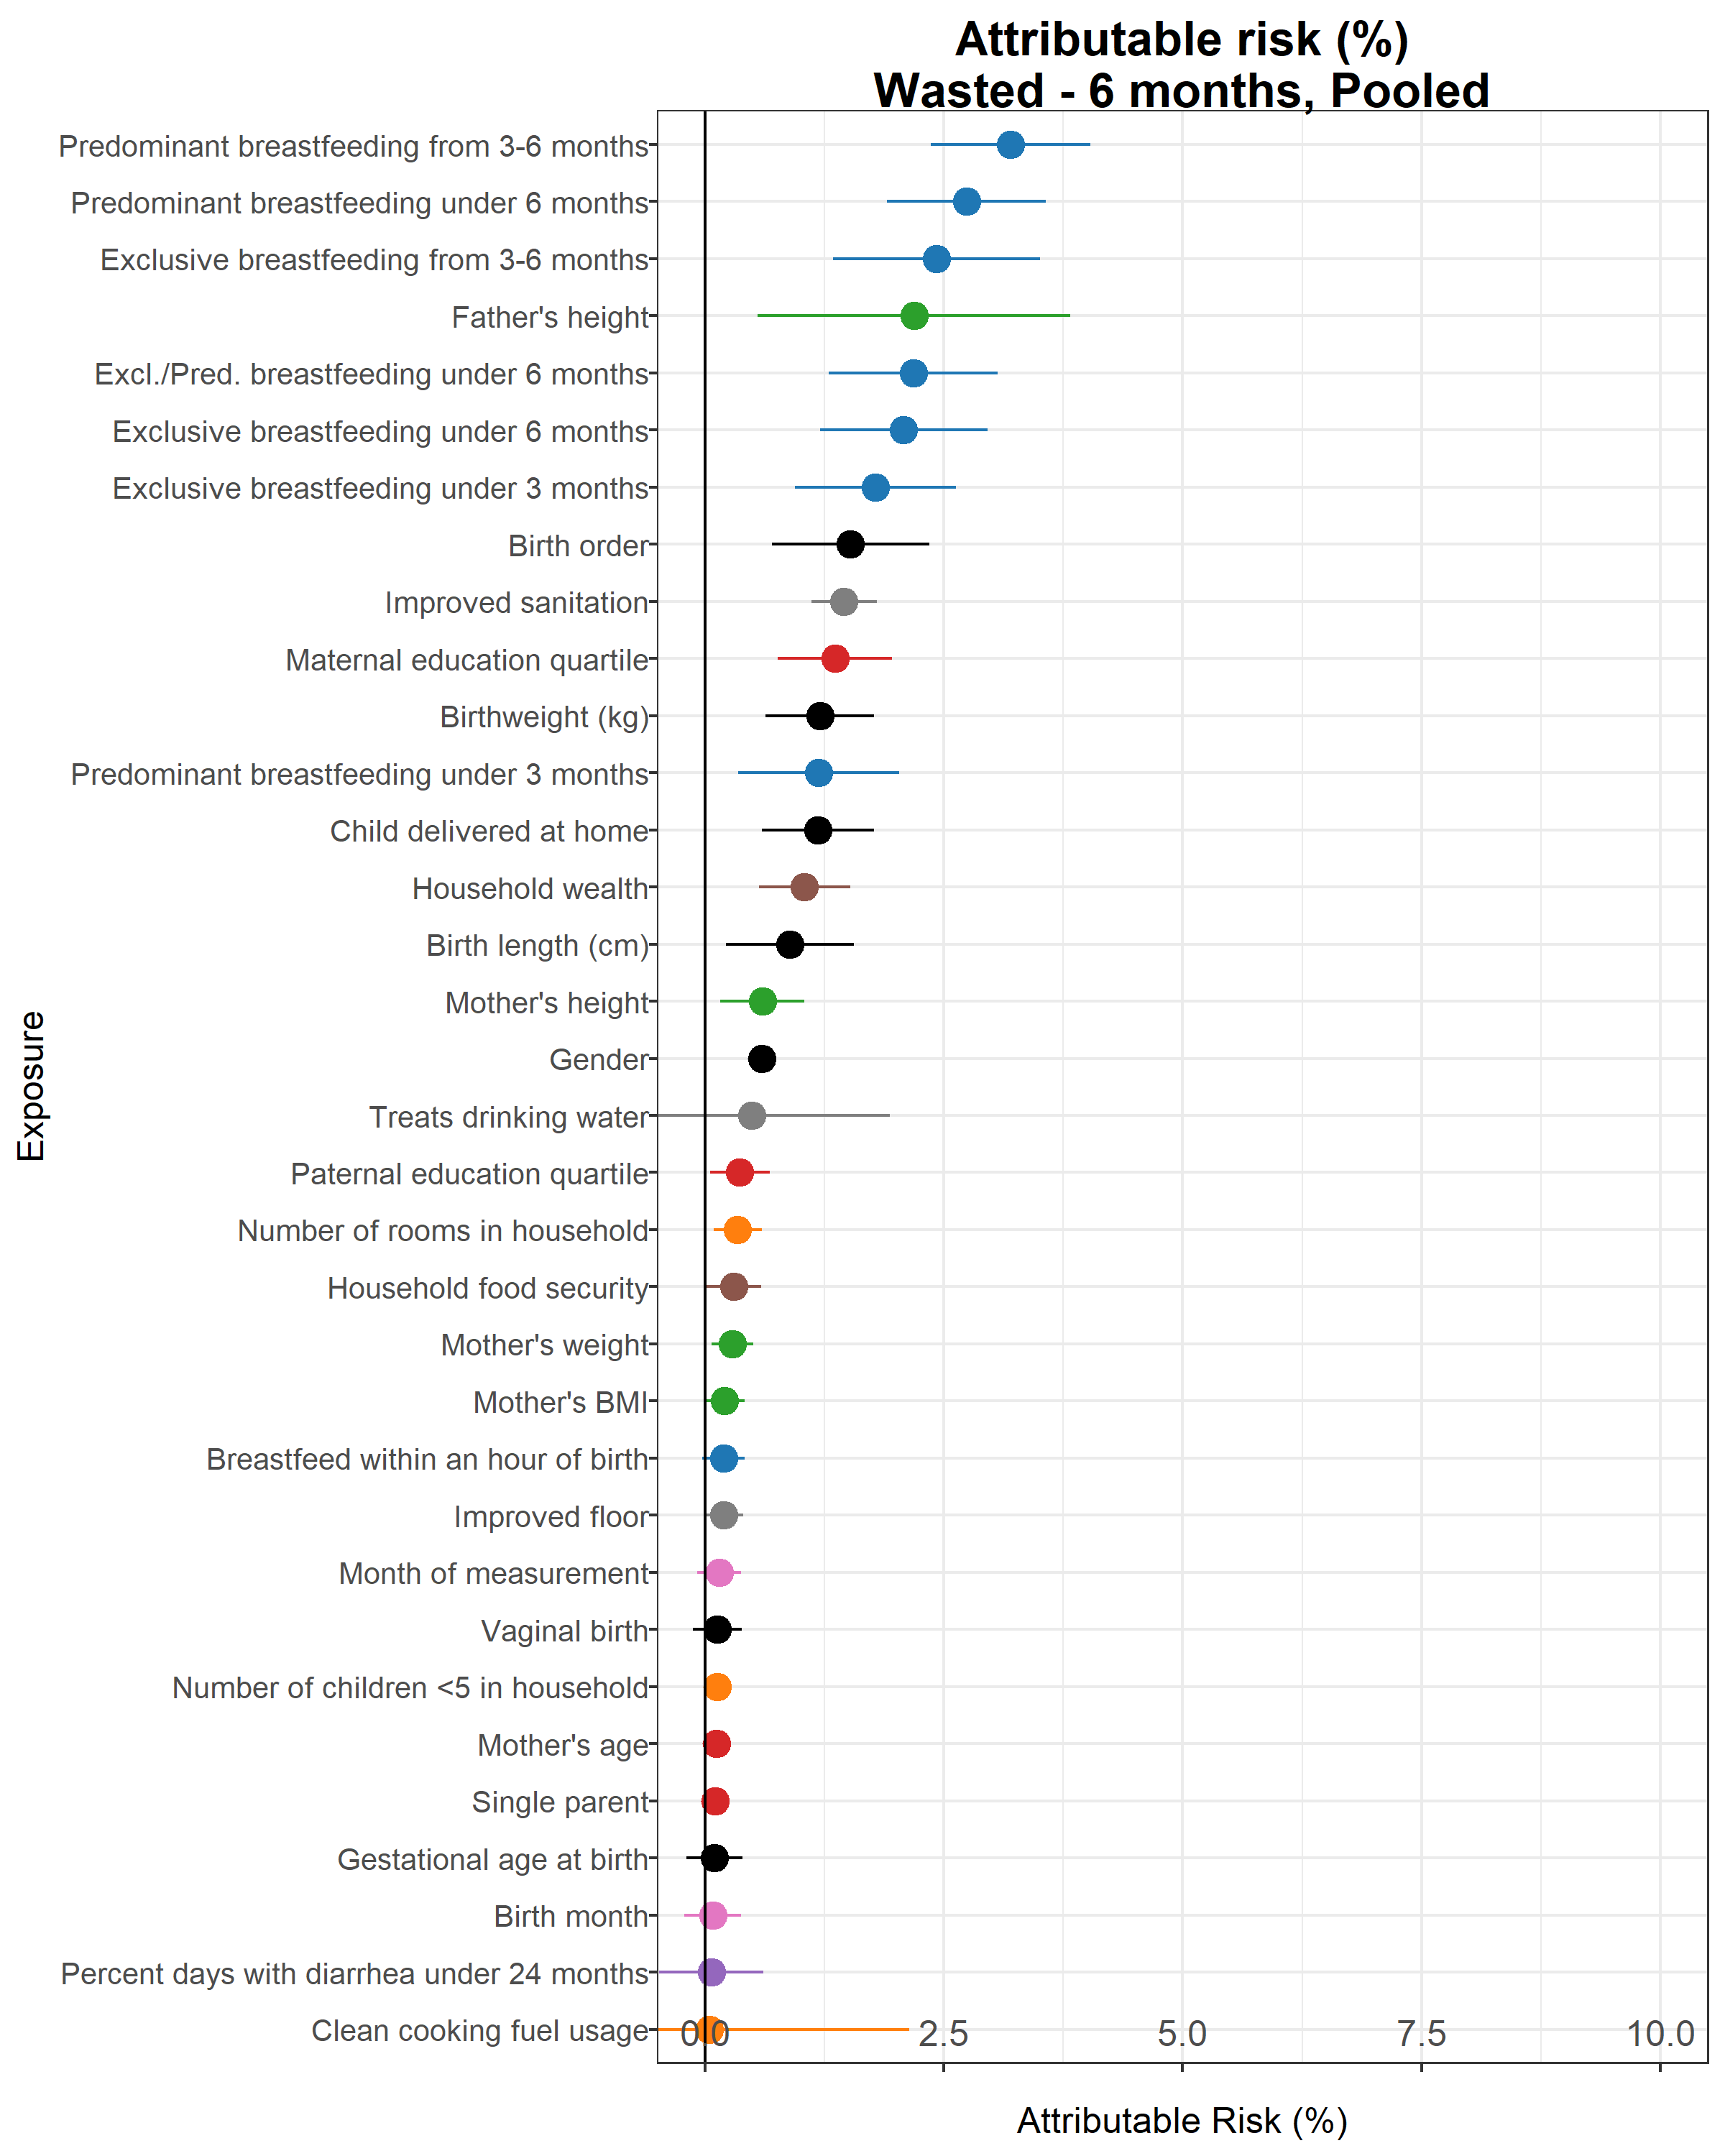 Attributable risk (%)
Wasted - 6 months, Pooled
Predominant breastfeeding from 3-6 months
Predominant breastfeeding under 6 months
Exclusive breastfeeding from 3-6 months
Father's height
Excl./Pred. breastfeeding under 6 months
Exclusive breastfeeding under 6 months
Exclusive breastfeeding under 3 months
Birth order
Improved sanitation
Maternal education quartile
Birthweight (kg)
Predominant breastfeeding under 3 months
Child delivered at home
Household wealth
Birth length (cm)
Mother's height
Gender
Treats drinking water
Paternal education quartile
Number of rooms in household
Household food security
Mother's weight
Mother's BMI
Breastfeed within an hour of birth
Improved floor
Month of measurement
Vaginal birth
Number of children <5 in household
Mother's age
Single parent
Gestational age at birth
Birth month
Percent days with diarrhea under 24 months
Clean cooking fuel usage
Exposure
0.0 2.5 5.0 7.5 10.0
Attributable Risk (%)